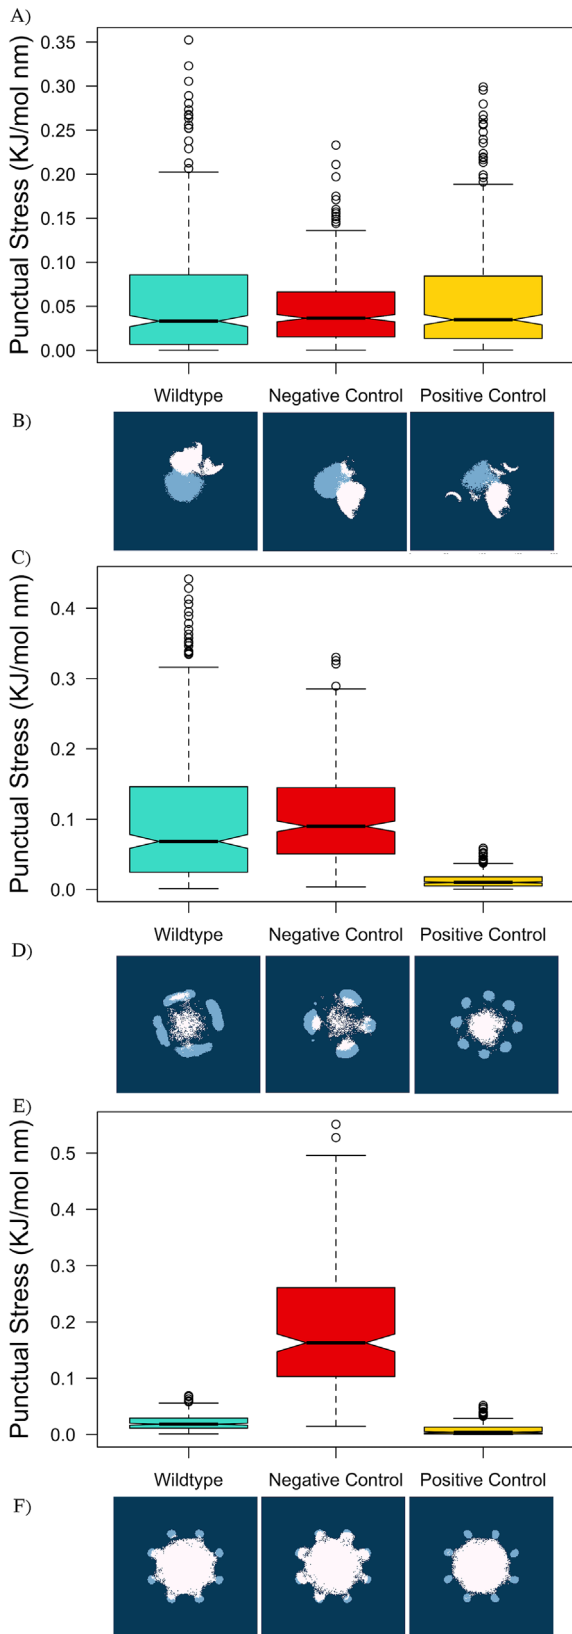 A)
Punctual Stress (KJ/mol nm)
0.35
0.30
0.25
0.20
0.15
0.10
0.05
0.00
Wildtype Negative Control Positive Control
B)
C)
Punctual Stress (KJ/mol nm)
0.4
0.3
0.2
0.1
0.0
Wildtype Negative Control Positive Control
D)
E)
Punctual Stress (KJ/mol nm)
0.5
0.4
0.3
0.2
0.1
0.0
Wildtype Negative Control Positive Control
F)